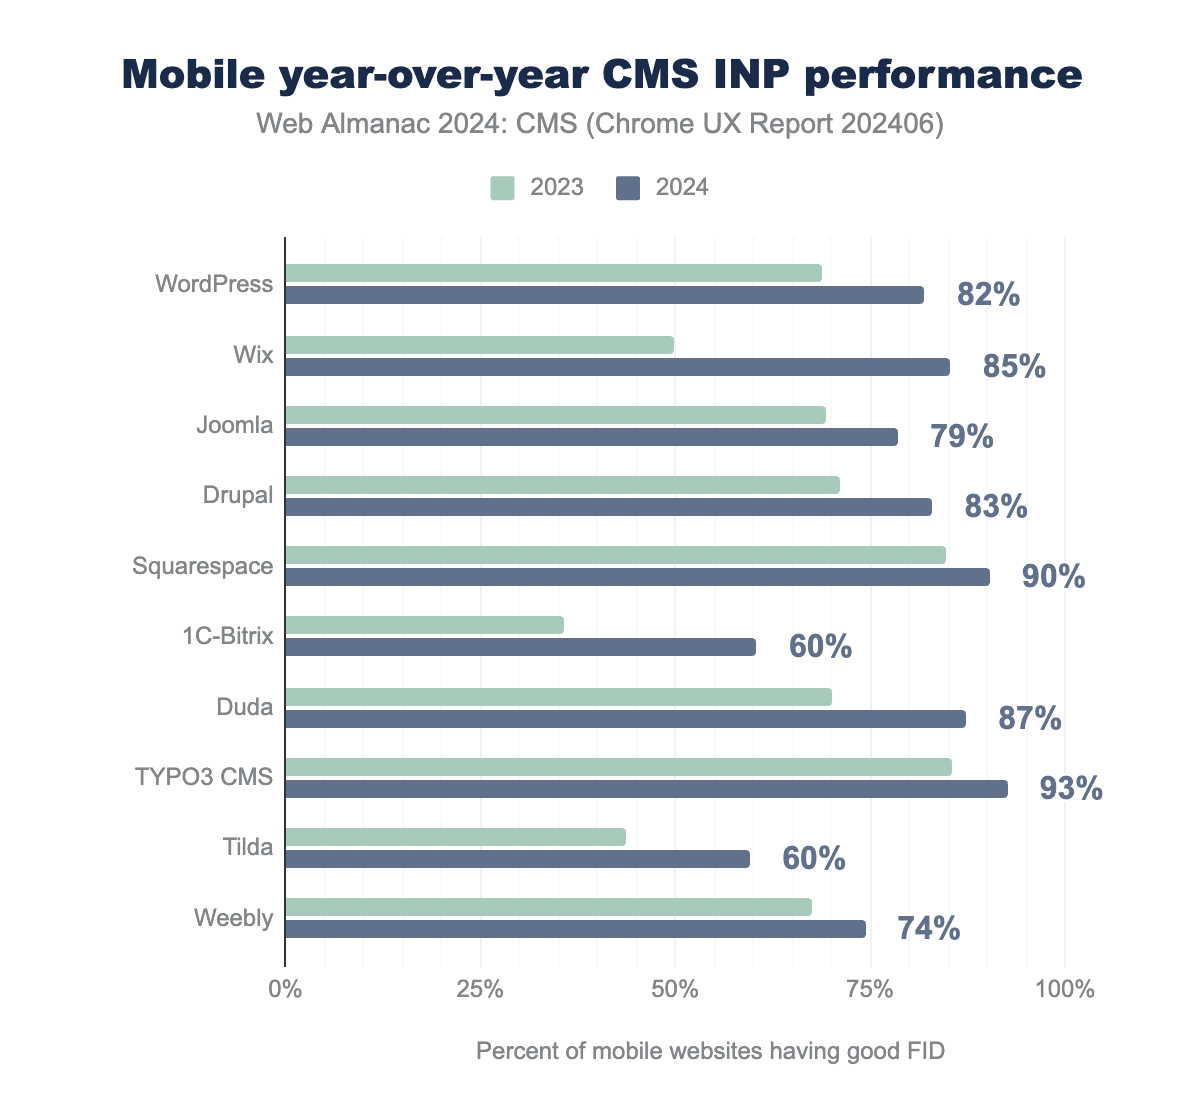 Mobile year-over-year CMS INP performance
Web Almanac 2024: CMS (Chrome UX Report 202406)
2023 2024
WordPress 82%
Wix 85%
Joomla 79%
Drupal 83%
Squarespace 90%
1C-Bitrix 60%
Duda 87%
TYPO3 CMS 93%
Tilda 60%
Weebly 74%
0% 25% 50% 75% 100%
Percent of mobile websites having good FID